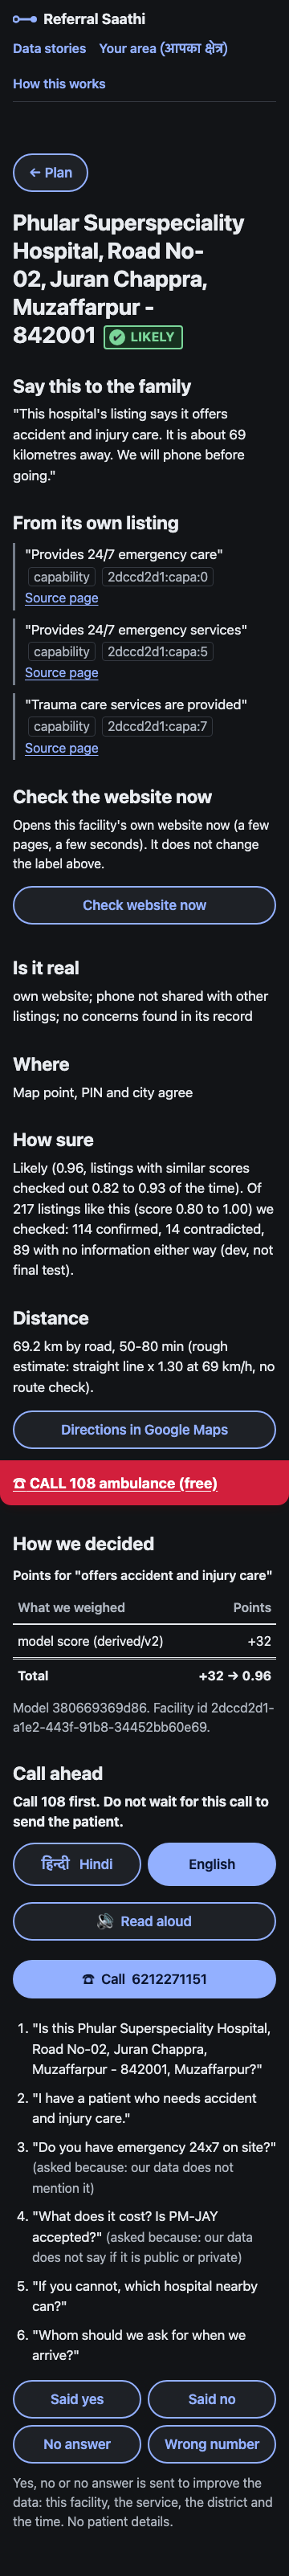 Referral Saathi
Data stories Your area (आपका क्षेत्र)
How this works
← Plan
Phular Superspeciality
Hospital, Road No-
02, Juran Chappra,
Muzaffarpur -
842001 LIKELY
Say this to the family
"This hospital's listing says it offers
accident and injury care. It is about 69
kilometres away. We will phone before
going."
From its own listing
"Provides 24/7 emergency care"
capability 2dccd2d1:capa:0
Source page
"Provides 24/7 emergency services"
capability 2dccd2d1:capa:5
Source page
"Trauma care services are provided"
capability 2dccd2d1:capa:7
Source page
Check the website now
Opens this facility's own website now (a few
pages, a few seconds). It does not change
the label above.
Check website now
Is it real
own website; phone not shared with other
listings; no concerns found in its record
Where
Map point, PIN and city agree
How sure
Likely (0.96, listings with similar scores
checked out 0.82 to 0.93 of the time). Of
217 listings like this (score 0.80 to 1.00) we
checked: 114 confirmed, 14 contradicted,
89 with no information either way (dev, not
final test).
Distance
69.2 km by road, 50-80 min (rough
estimate: straight line x 1.30 at 69 km/h, no
route check).
Directions in Google Maps
☎ CALL 108 ambulance (free)
How we decided
Points for "offers accident and injury care"
What we weighed Points
model score (derived/v2) +32
Total +32 → 0.96
Model 380669369d86. Facility id 2dccd2d1-
a1e2-443f-91b8-34452bb60e69.
Call ahead
Call 108 first. Do not wait for this call to
send the patient.
हिन्दी Hindi English
🔊 Read aloud
☎ Call 6212271151
1. "Is this Phular Superspeciality Hospital,
Road No-02, Juran Chappra,
Muzaffarpur - 842001, Muzaffarpur?"
2. "I have a patient who needs accident
and injury care."
3. "Do you have emergency 24x7 on site?"
(asked because: our data does not
mention it)
4. "What does it cost? Is PM-JAY
accepted?" (asked because: our data
does not say if it is public or private)
5. "If you cannot, which hospital nearby
can?"
6. "Whom should we ask for when we
arrive?"
Said yes Said no
No answer Wrong number
Yes, no or no answer is sent to improve the
data: this facility, the service, the district and
the time. No patient details.